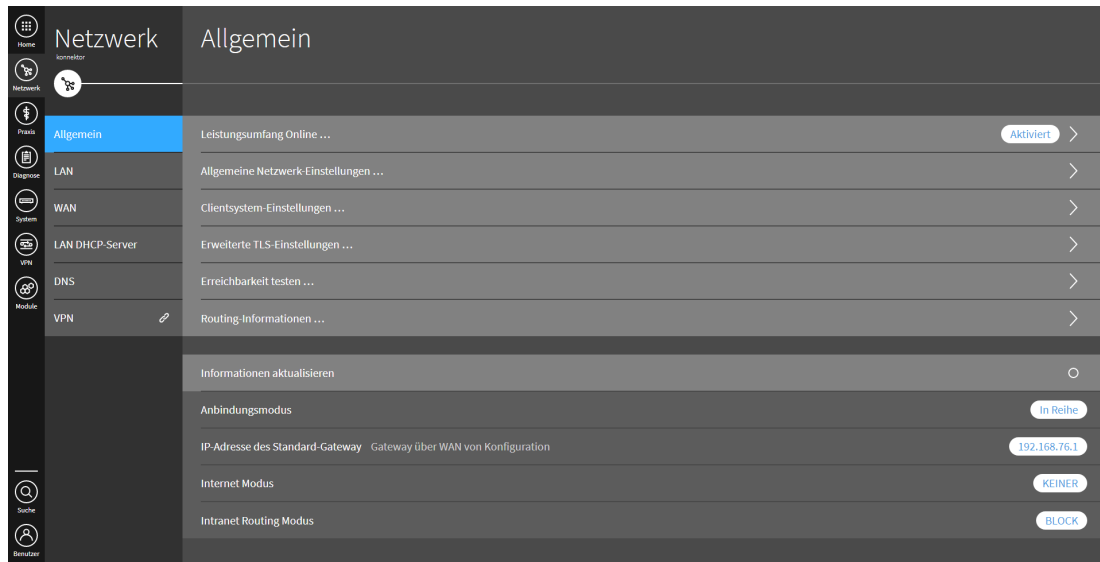 Home
Netzwerk
Praxis
Diagnose
System
VPN
Module
Suche
Benutzer
Netzwerk
konnektor
Allgemein
LAN
WAN
LAN DHCP-Server
DNS
VPN
Allgemein
Leistungsumfang Online ... Aktiviert
Allgemeine Netzwerk-Einstellungen ...
Clientsystem-Einstellungen ...
Erweiterte TLS-Einstellungen ...
Erreichbarkeit testen ...
Routing-Informationen ...
Informationen aktualisieren
Anbindungsmodus In Reihe
IP-Adresse des Standard-Gateway Gateway über WAN von Konfiguration 192.168.76.1
Internet Modus KEINER
Intranet Routing Modus BLOCK